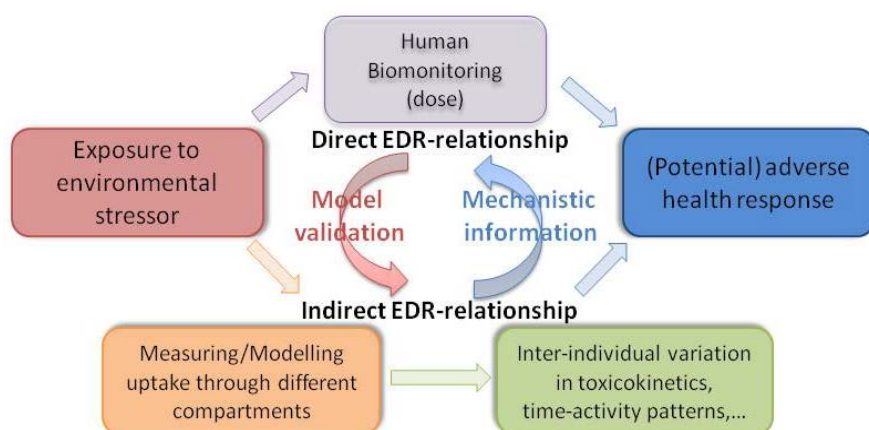 Human
Biomonitoring
(dose)
Direct EDR-relationship
Exposure to
environmental
stressor
(Potential) adverse
health response
Model
validation
Mechanistic
information
Indirect EDR-relationship
Measuring/Modelling
uptake through different
compartments
Inter-individual variation
in toxicokinetics,
time-activity patterns,...